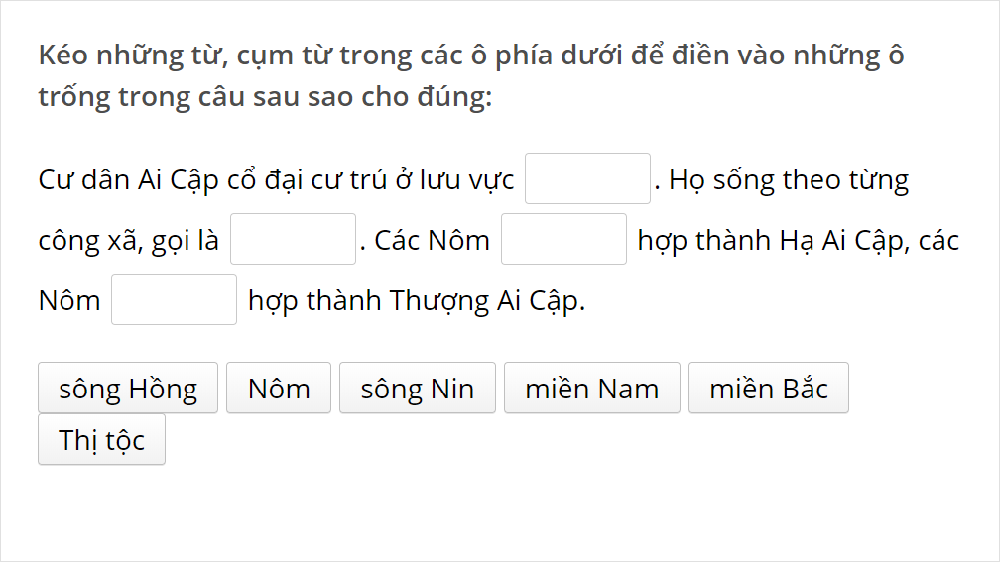 Kéo những từ, cụm từ trong các ô phía dưới để điền vào những ô
trống trong câu sau sao cho đúng:
Cư dân Ai Cập cổ đại cư trú ở lưu vực . Họ sống theo từng
công xã, gọi là . Các Nôm hợp thành Hạ Ai Cập, các
Nôm hợp thành Thượng Ai Cập.
sông Hồng Nôm sông Nin miền Nam miền Bắc
Thị tộc